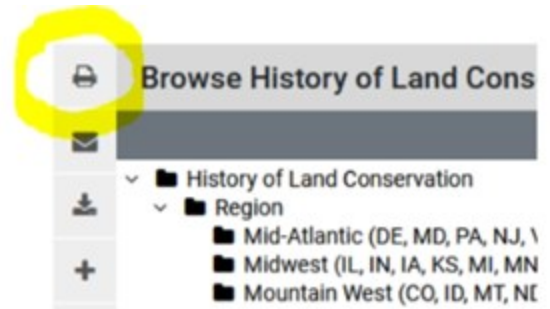 Browse History of Land Cons
History of Land Conservation
Region
Mid-Atlantic (DE, MD, PA, NJ,
Midwest (IL, IN, IA, KS, MI, MN
Mountain West (CO, ID, MT, ND